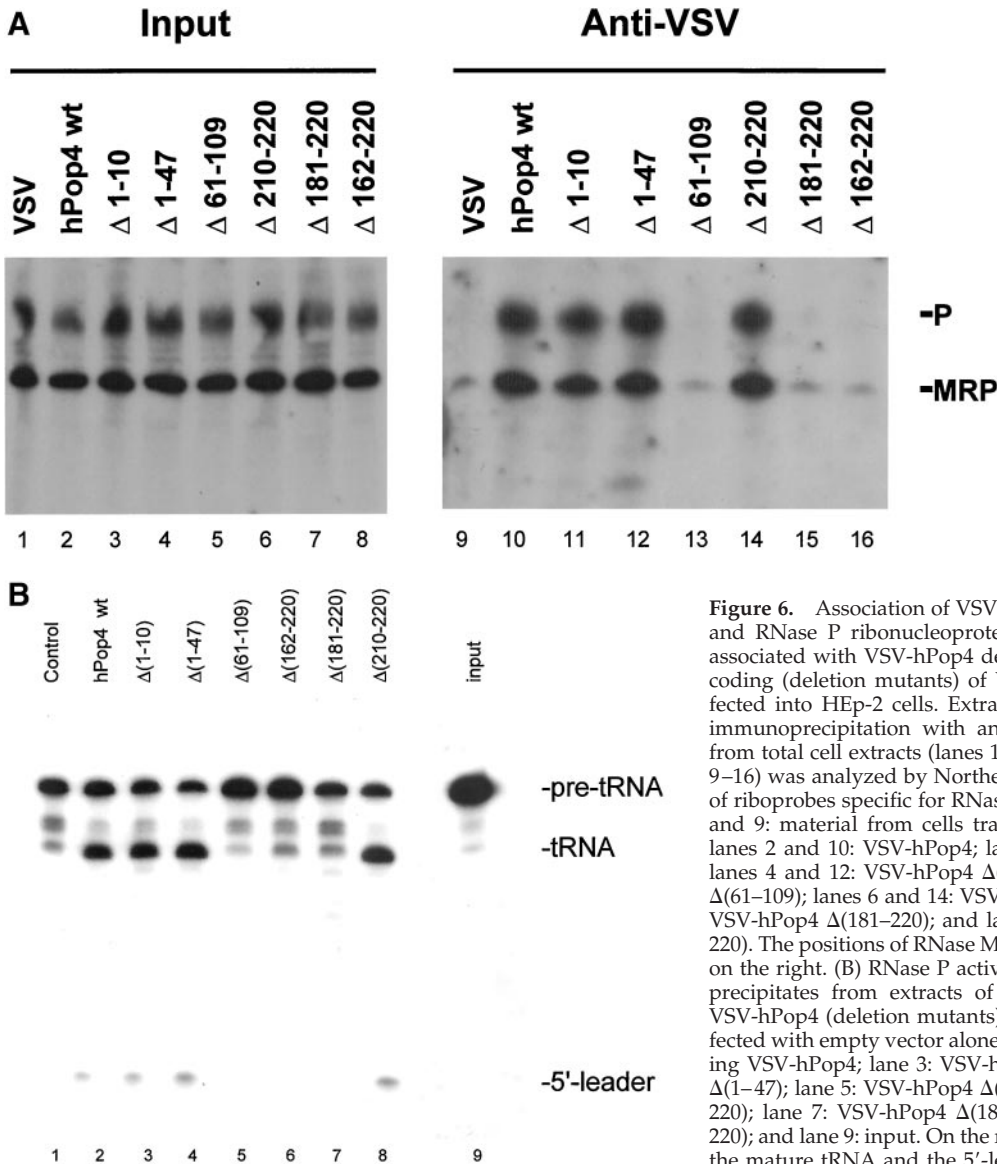 A
Input
Anti-VSV
VSV
hPop4 wt
Δ 1-10
Δ 1-47
Δ 61-109
Δ 210-220
Δ 181-220
Δ 162-220
VSV
hPop4 wt
Δ 1-10
Δ 1-47
Δ 61-109
Δ 210-220
Δ 181-220
Δ 162-220
-P
-MRP
1 2 3 4 5 6 7 8
9 10 11 12 13 14 15 16
B
Control
hPop4 wt
Δ(1-10)
Δ(1-47)
Δ(61-109)
Δ(162-220)
Δ(181-220)
Δ(210-220)
input
-pre-tRNA
-tRNA
-5'-leader
1 2 3 4 5 6 7 8 9
Figure 6. Association of VSV
and RNase P ribonucleoprote
associated with VSV-hPop4 de
coding (deletion mutants) of
fected into HEp-2 cells. Extra
immunoprecipitation with an
from total cell extracts (lanes 1
9–16) was analyzed by Northe
of riboprobes specific for RNas
and 9: material from cells tra
lanes 2 and 10: VSV-hPop4; la
lanes 4 and 12: VSV-hPop4 Δ(
Δ(61–109); lanes 6 and 14: VSV
VSV-hPop4 Δ(181–220); and la
220). The positions of RNase M
on the right. (B) RNase P activ
precipitates from extracts of
VSV-hPop4 (deletion mutants)
fected with empty vector alone
ing VSV-hPop4; lane 3: VSV-h
Δ(1–47); lane 5: VSV-hPop4 Δ(
220); lane 7: VSV-hPop4 Δ(18
220); and lane 9: input. On the r
the mature tRNA and the 5′-le